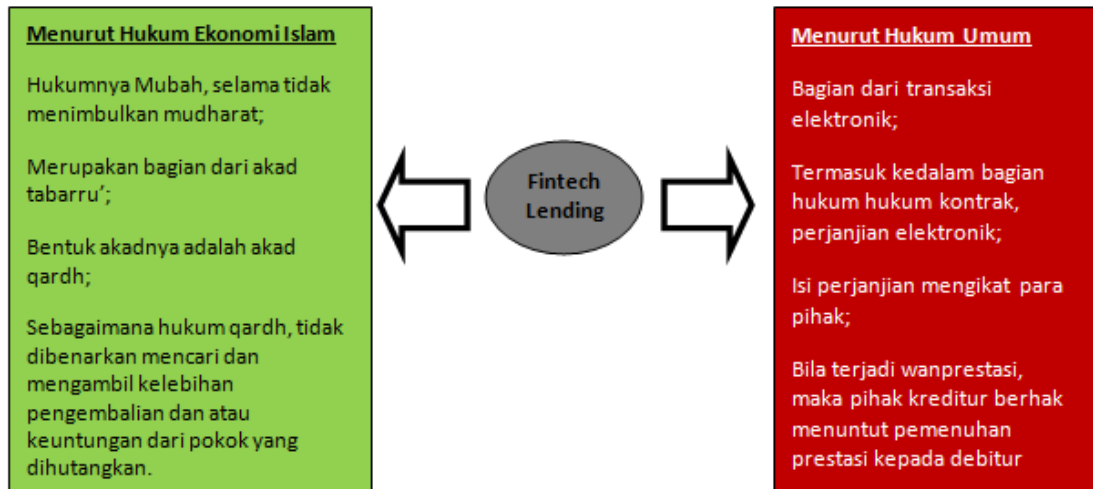 Menurut Hukum Ekonomi Islam
Hukumnya Mubah, selama tidak
menimbulkan mudharat;
Merupakan bagian dari akad
tabarru’;
Bentuk akadnya adalah akad
qardh;
Sebagaimana hukum qardh, tidak
dibenarkan mencari dan
mengambil kelebihan
pengembalian dan atau
keuntungan dari pokok yang
dihutangkan.
Fintech
Lending
Menurut Hukum Umum
Bagian dari transaksi
elektronik;
Termasuk kedalam bagian
hukum hukum kontrak,
perjanjian elektronik;
Isi perjanjian mengikat para
pihak;
Bila terjadi wanprestasi,
maka pihak kreditur berhak
menuntut pemenuhan
prestasi kepada debitur